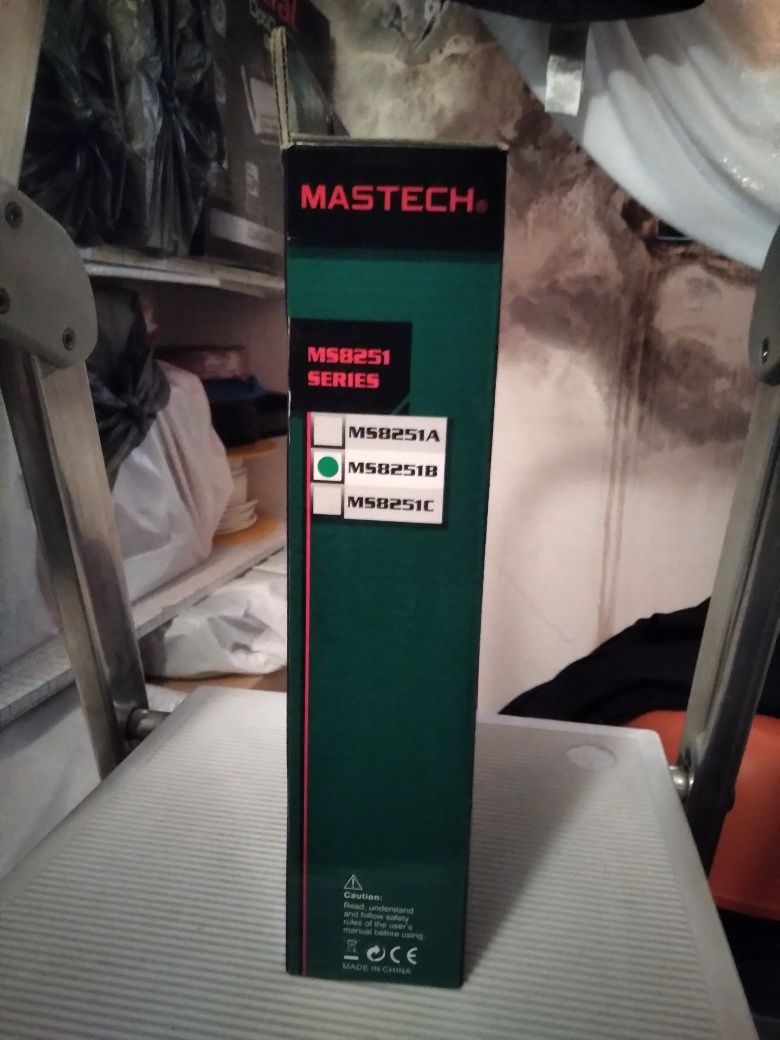 MASTECH®
MS8251
SERIES
MS8251A
MS8251B
MS8251C
Caution:
Read, understand
and follow safety
rules of the user's
manual before using.
CE
MADE IN CHINA